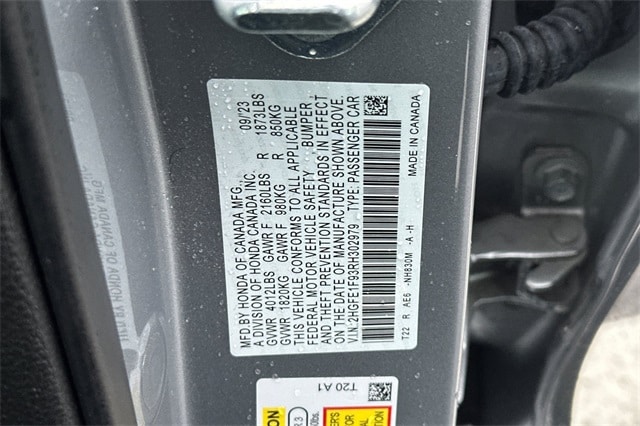 MFD.BY HONDA OF CANADA MFG. 09/23
A DIVISION OF HONDA CANADA INC.
GVWR 4012LBS GAWR F 2160LBS R 1873LBS
GVWR 1820KG GAWR F 980KG R 850KG
THIS VEHICLE CONFORMS TO ALL APPLICABLE
FEDERAL MOTOR VEHICLE SAFETY BUMPER,
AND THEFT PREVENTION STANDARDS IN EFFECT
ON THE DATE OF MANUFACTURE SHOWN ABOVE.
V.I.N: 2HGFE1F93RH302979 TYPE: PASSENGER CAR
T22 R AE6 -NH830M -A-H MADE IN CANADA
T20 A1